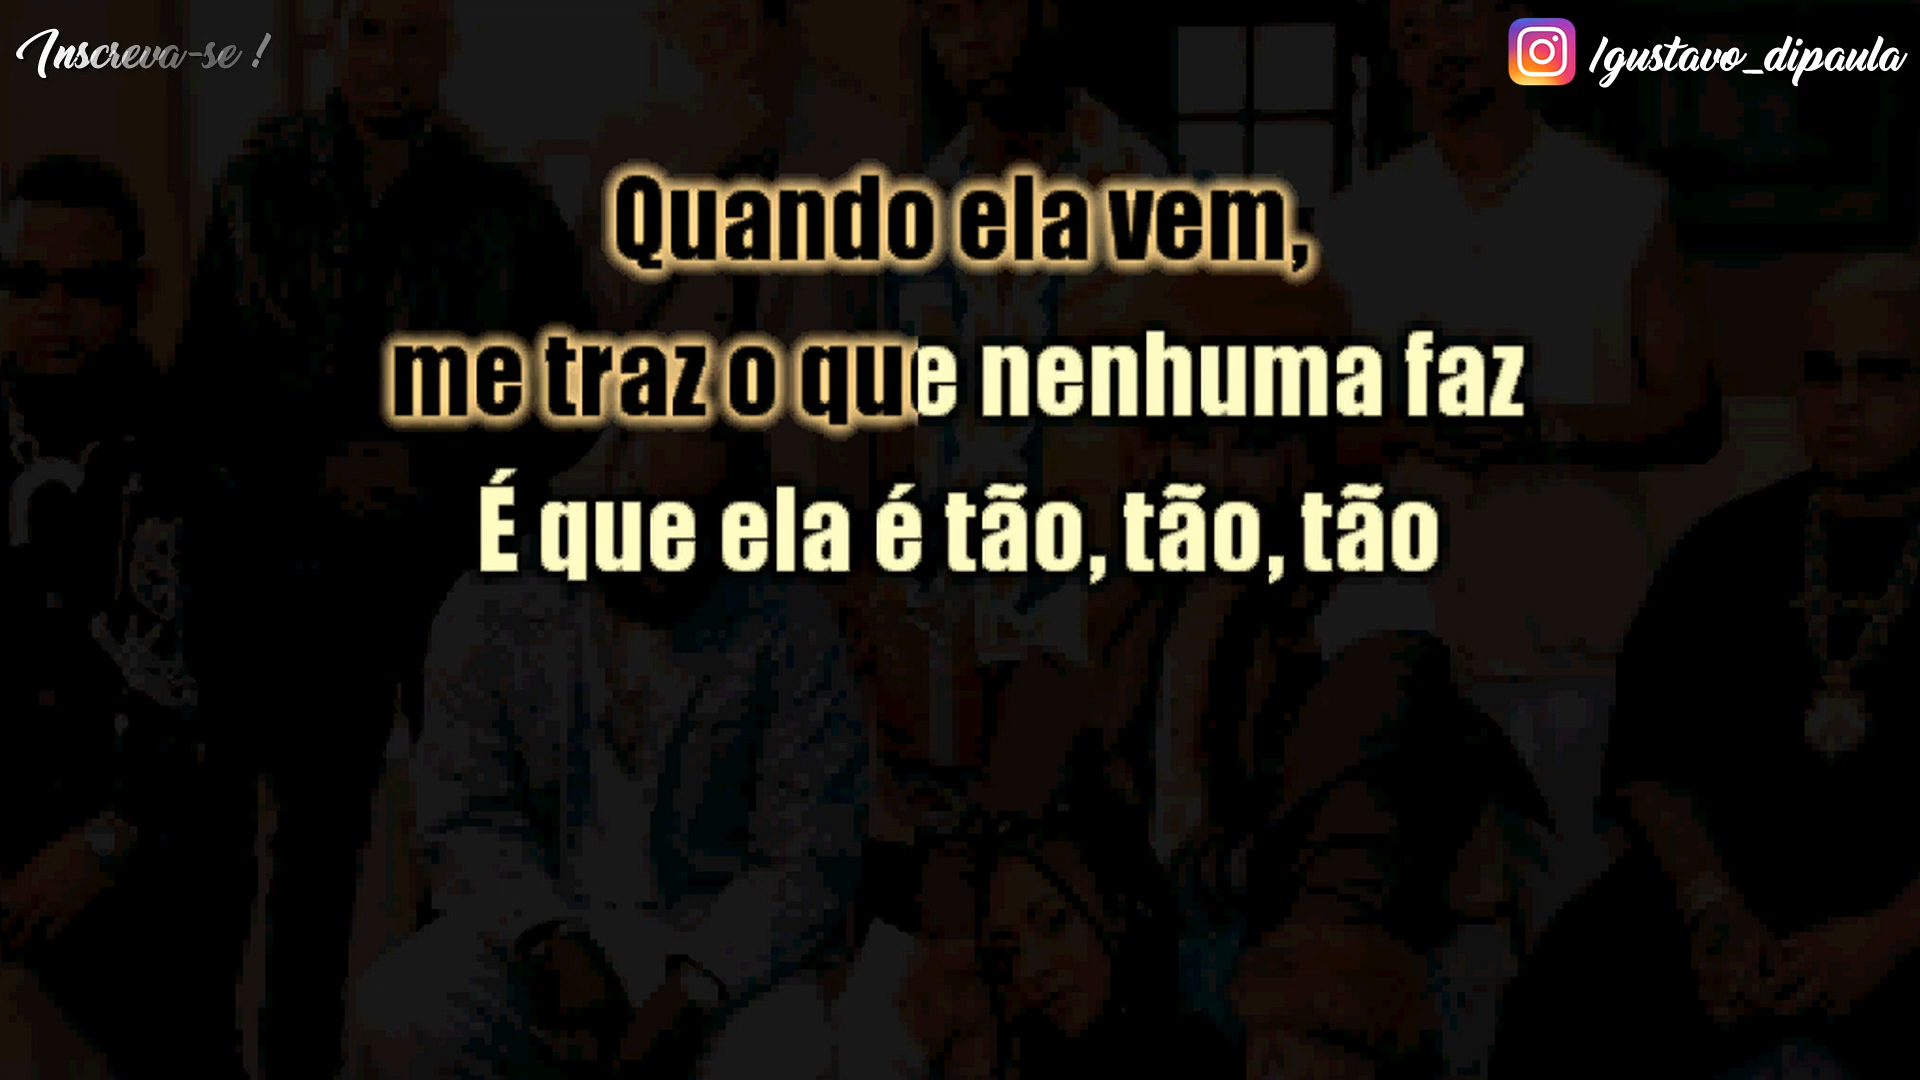 Inscreva-se !
/gustavo_dipaula
Quando ela vem,
me traz o que nenhuma faz
É que ela é tão, tão, tão